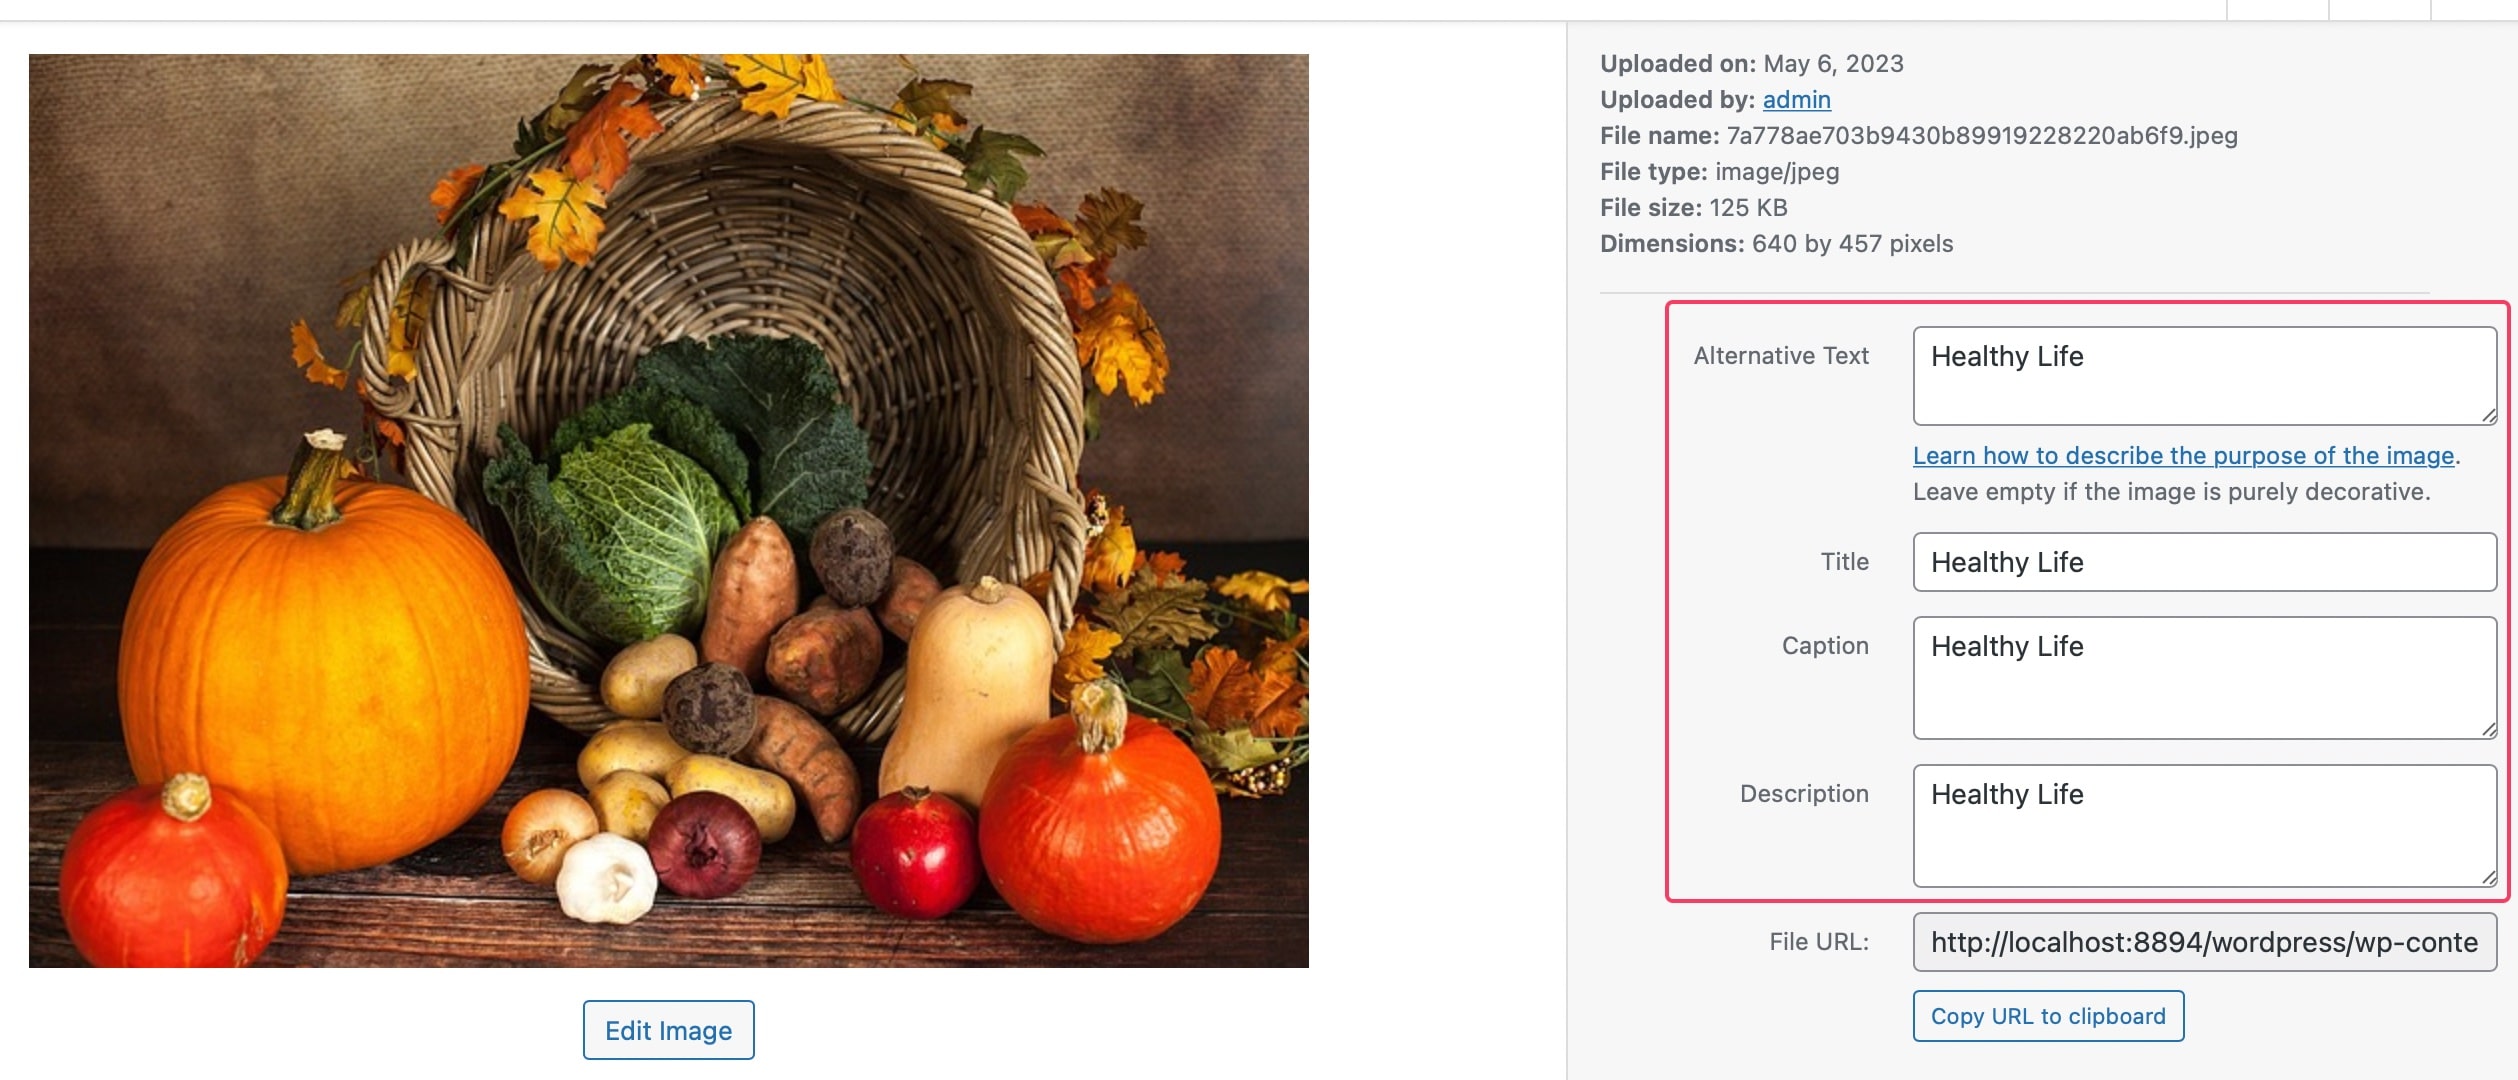 Uploaded on: May 6, 2023
Uploaded by: admin
File name: 7a778ae703b9430b89919228220ab6f9.jpeg
File type: image/jpeg
File size: 125 KB
Dimensions: 640 by 457 pixels
Alternative Text Healthy Life
Learn how to describe the purpose of the image.
Leave empty if the image is purely decorative.
Title Healthy Life
Caption Healthy Life
Description Healthy Life
File URL: http://localhost:8894/wordpress/wp-conte
Copy URL to clipboard
Edit Image